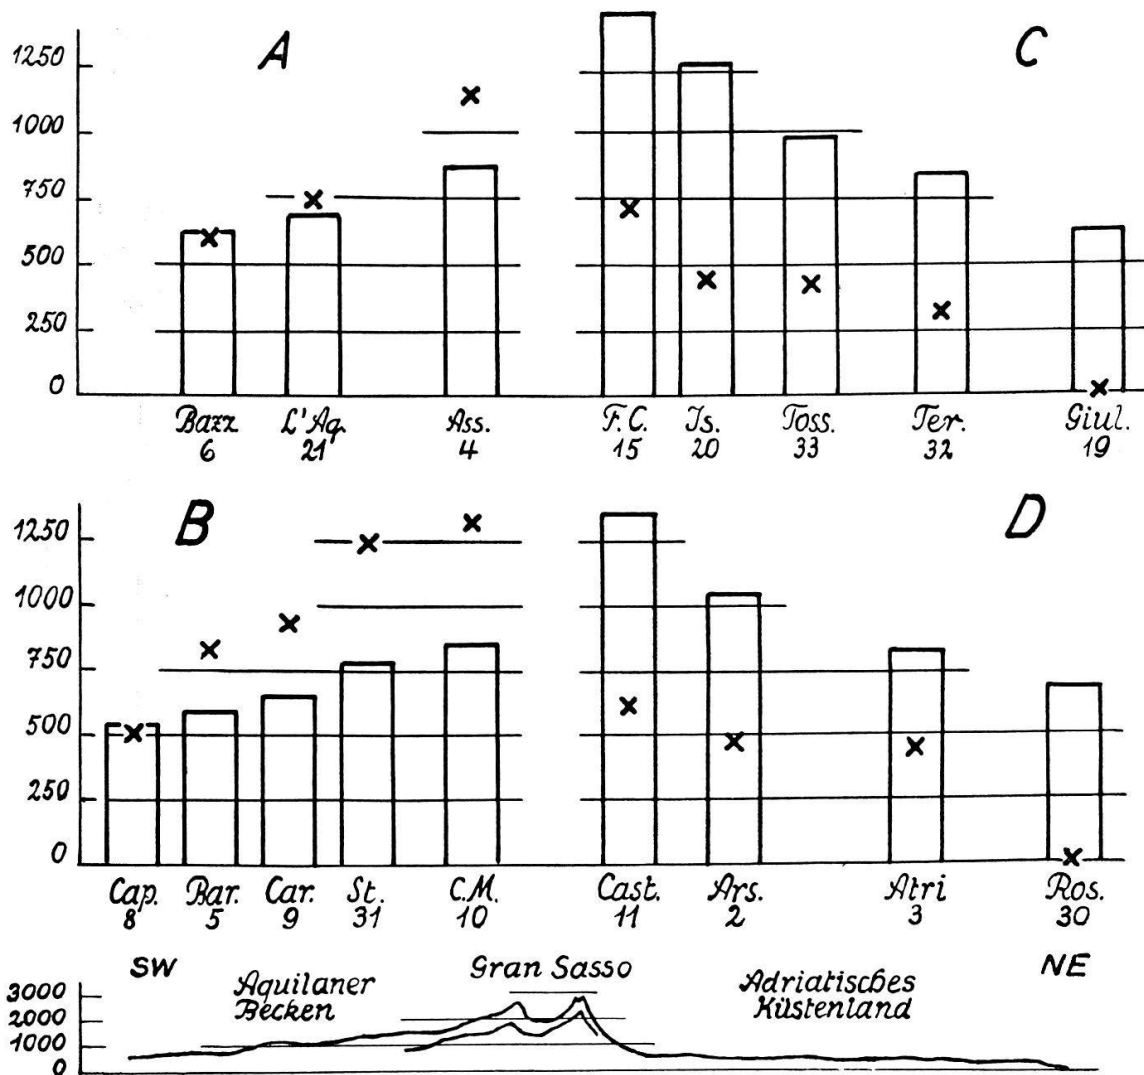 A
C
1250
1000
750
500
250
0
Bazz. L'Aq. Ass. F.C. Is. Toss. Ter. Giul.
6 21 4 15 20 33 32 19
B
D
1250
1000
750
500
250
0
Cap. Bar. Car. St. C.M. Cast. Ars. Atri Ros.
8 5 9 31 10 11 2 3 30
SW Gran Sasso NE
Aquilaner
Becken
Adriatisches
Küstenland
3000
2000
1000
0